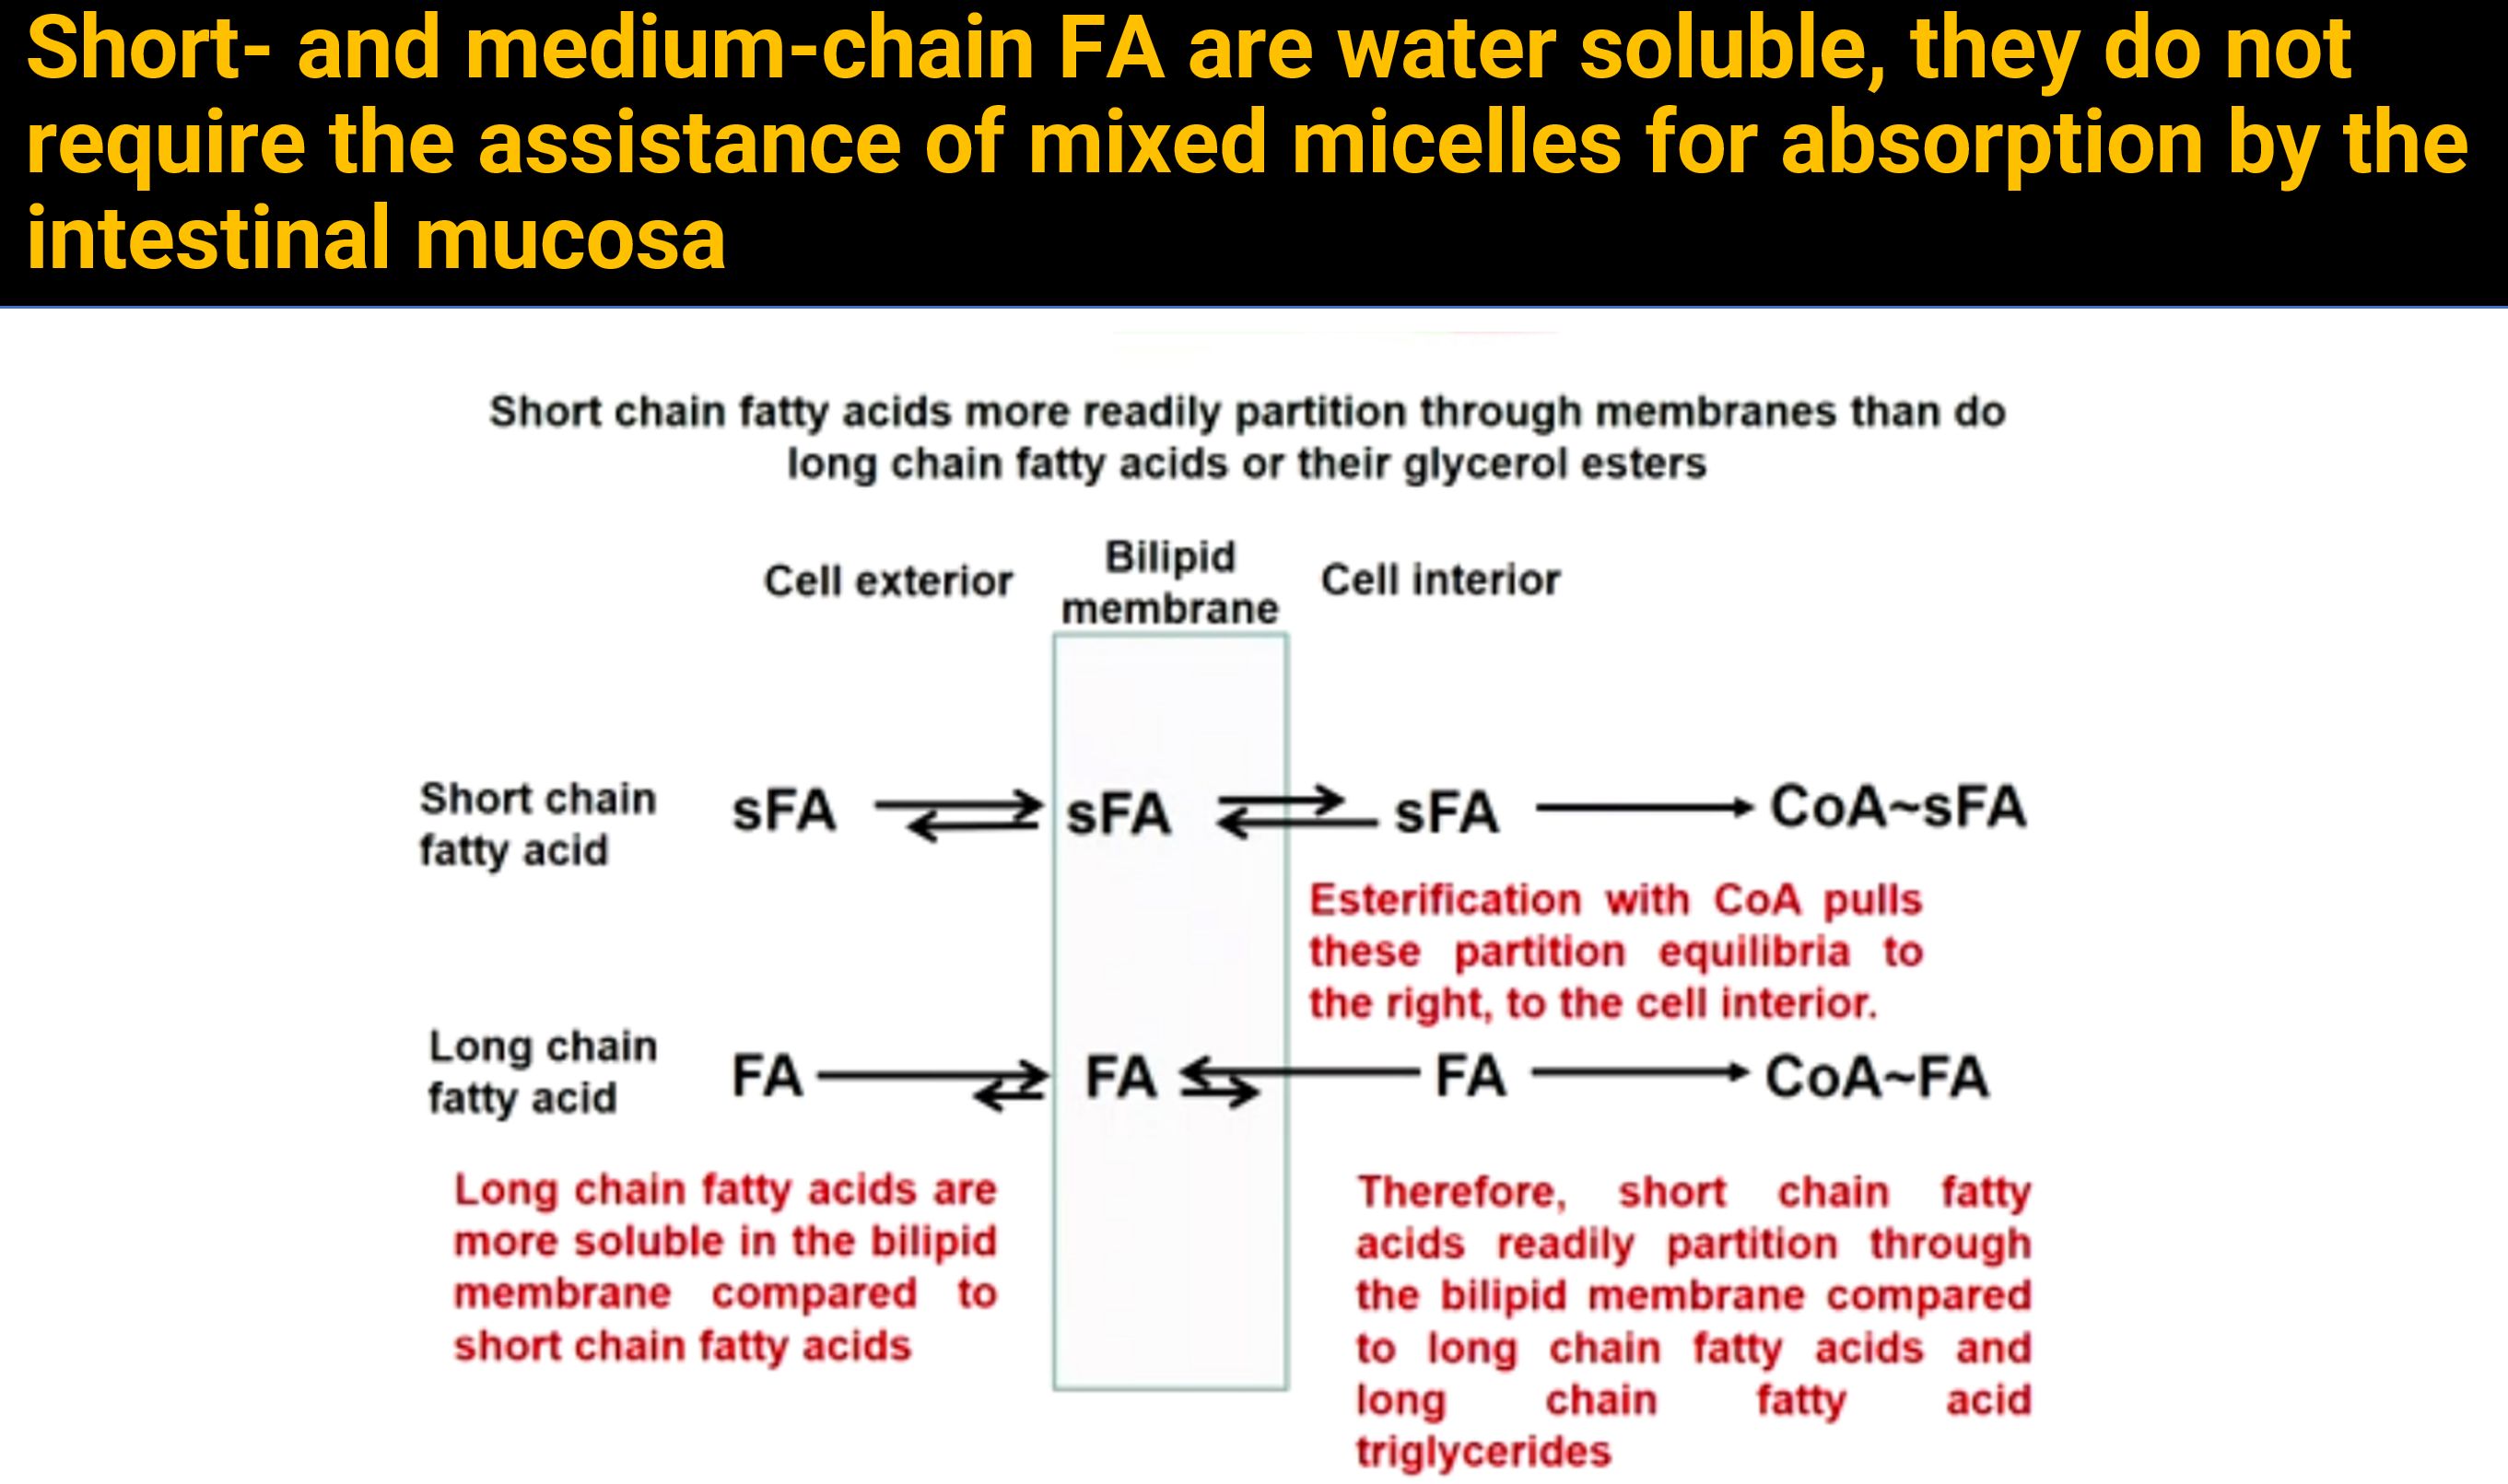 Short- and medium-chain FA are water soluble, they do not
require the assistance of mixed micelles for absorption by the
intestinal mucosa
Short chain fatty acids more readily partition through membranes than do
long chain fatty acids or their glycerol esters
Cell exterior
Bilipid
membrane
Cell interior
Short chain
fatty acid
sFA
sFA
sFA
CoA~sFA
Esterification with CoA pulls
these partition equilibria to
the right, to the cell interior.
Long chain
fatty acid
FA
FA
FA
CoA~FA
Long chain fatty acids are
more soluble in the bilipid
membrane compared to
short chain fatty acids
Therefore, short chain fatty
acids readily partition through
the bilipid membrane compared
to long chain fatty acids and
long chain fatty acid
triglycerides